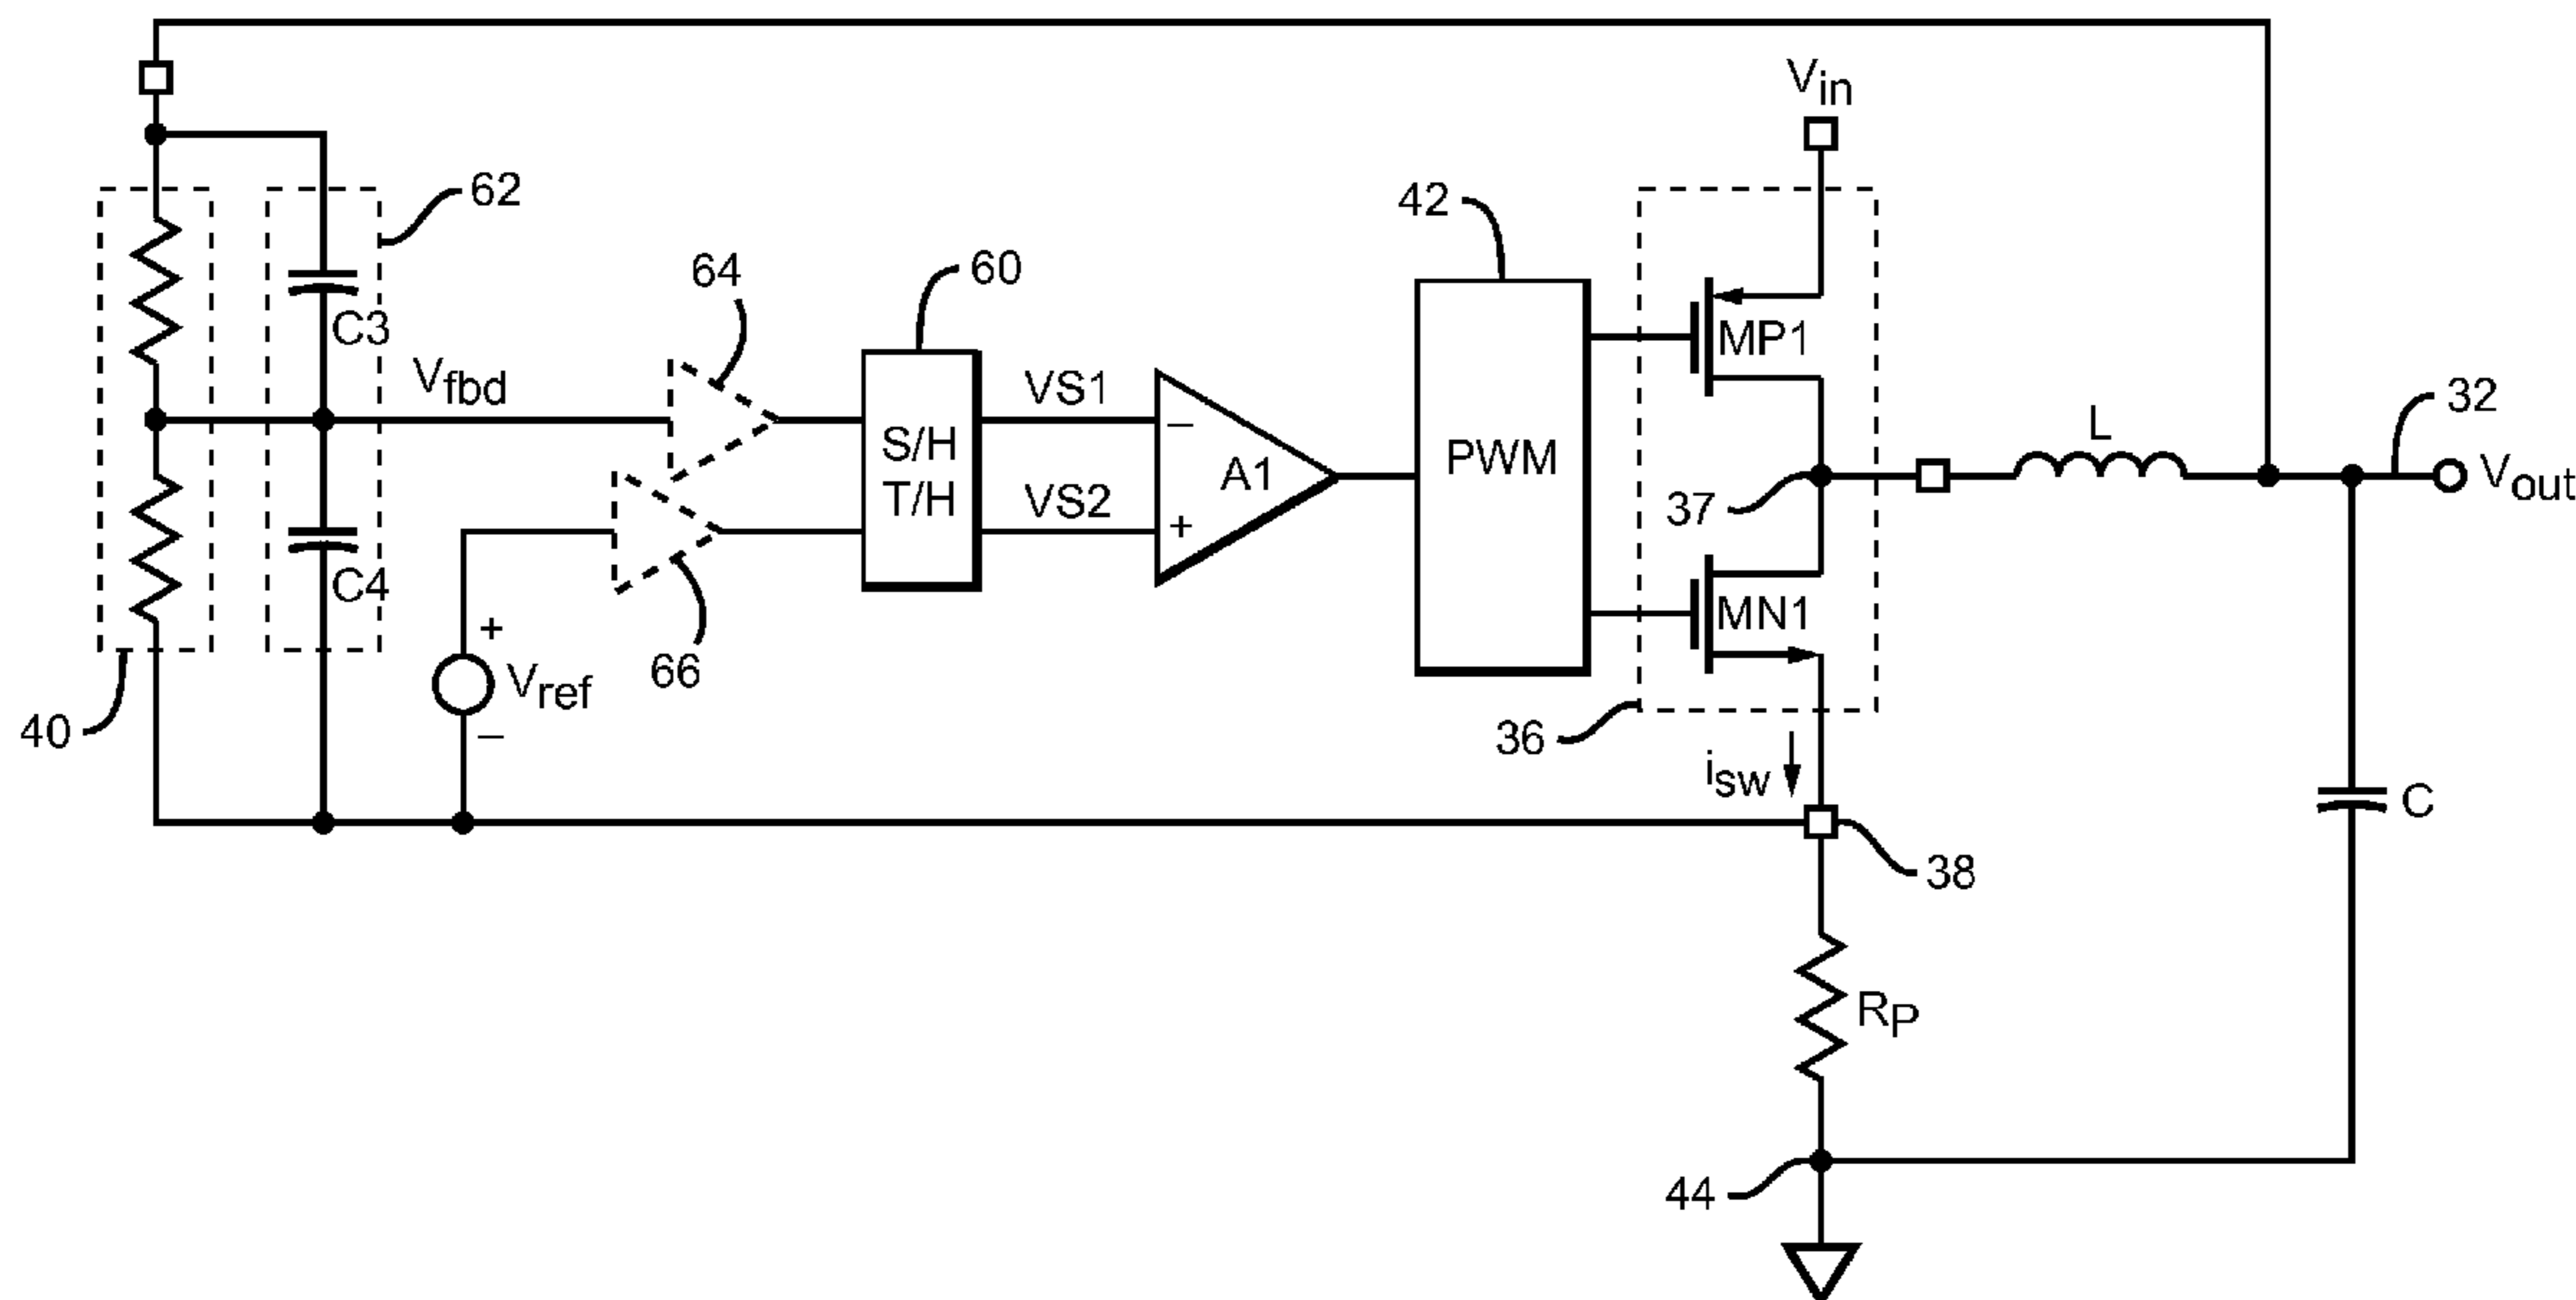 Vin
62
42
64
60
C3
MP1
Vfbd
VS1
S/H
T/H
VS2
–
+
A1
PWM
37
L
32
Vout
C4
MN1
66
+
Vref
–
40
36
isw
C
38
RP
44